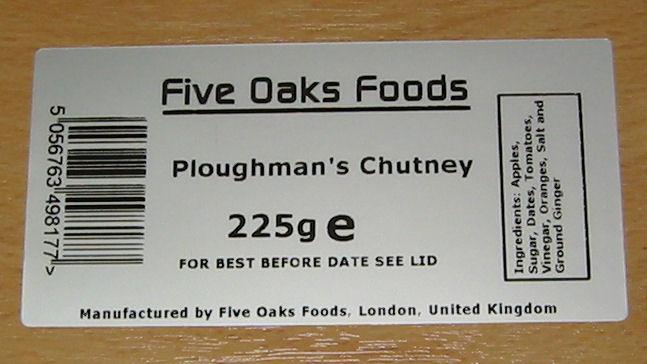 Five Oaks Foods
Ploughman's Chutney
225g e
FOR BEST BEFORE DATE SEE LID
Manufactured by Five Oaks Foods, London, United Kingdom
5 056763 498177 >
Ingredients: Apples,
Sugar, Dates, Tomatoes,
Vinegar, Oranges, Salt and
Ground Ginger